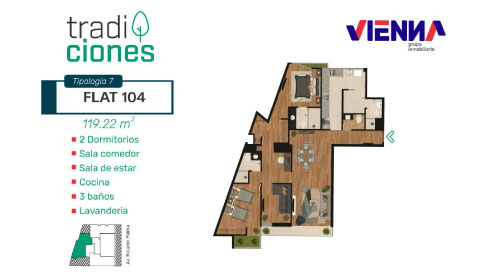 tradi
ciones
VIENNA
grupo
inmobiliario
Tipología 7
FLAT 104
119.22 m²
2 Dormitorios
Sala comedor
Sala de estar
Cocina
3 baños
Lavandería
Av. Ricardo Palma